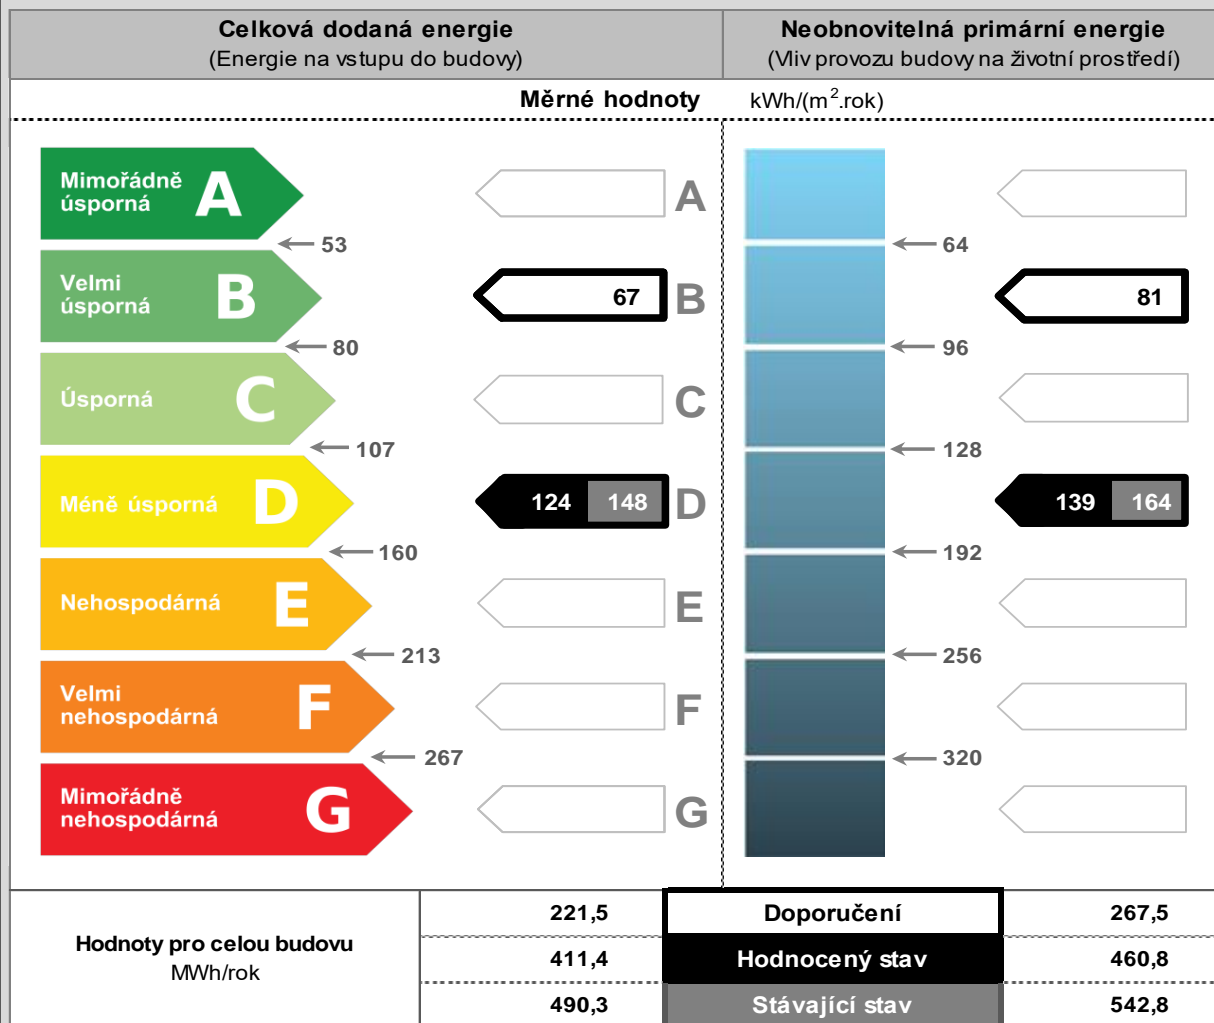 Celková dodaná energie
(Energie na vstupu do budovy)
Neobnovitelná primární energie
(Vliv provozu budovy na životní prostředí)
Měrné hodnoty kWh/(m².rok)
Mimořádně
úsporná
A
A
53
64
Velmi
úsporná
B
67
B
81
80
96
Úsporná
C
C
107
128
Méně úsporná
D
124 148
D
139 164
160
192
Nehospodárná
E
E
213
256
Velmi
nehospodárná
F
F
267
320
Mimořádně
nehospodárná
G
G
Hodnoty pro celou budovu
MWh/rok
221,5 Doporučení 267,5
411,4 Hodnocený stav 460,8
490,3 Stávající stav 542,8